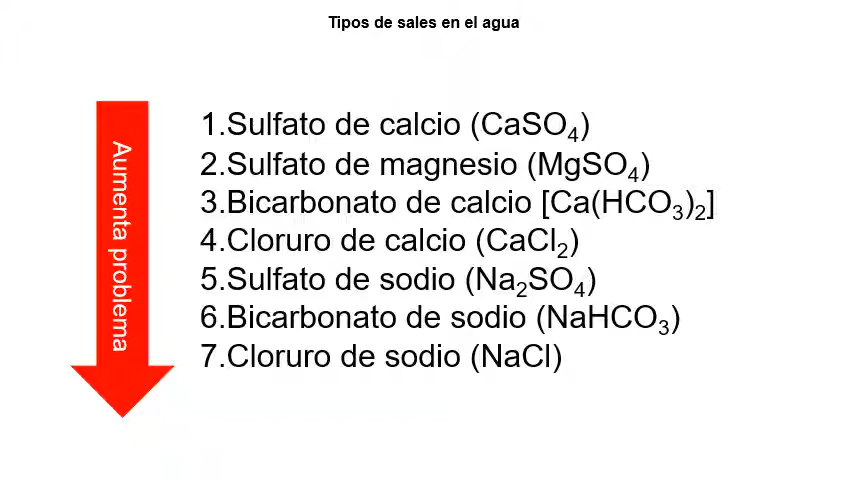 Tipos de sales en el agua
Aumenta problema
1.Sulfato de calcio (CaSO₄)
2.Sulfato de magnesio (MgSO₄)
3.Bicarbonato de calcio [Ca(HCO₃)₂]
4.Cloruro de calcio (CaCl₂)
5.Sulfato de sodio (Na₂SO₄)
6.Bicarbonato de sodio (NaHCO₃)
7.Cloruro de sodio (NaCl)